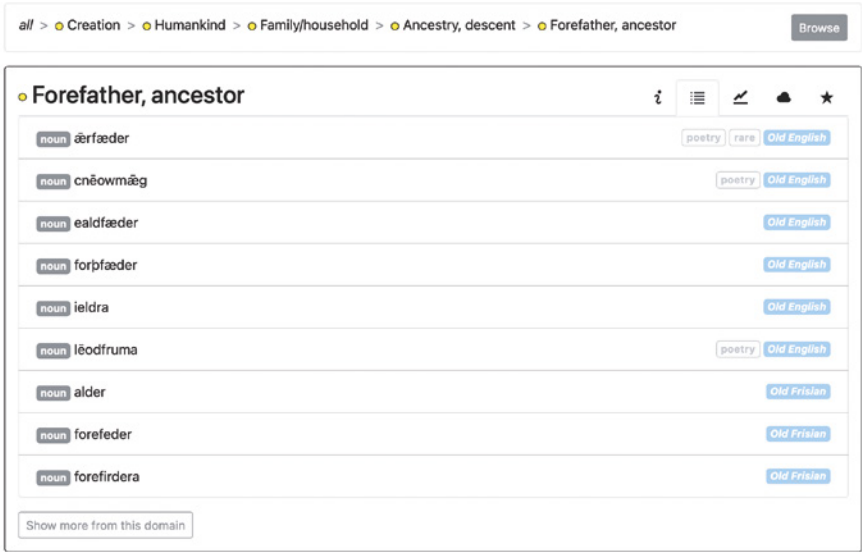 all > Creation > Humankind > Family/household > Ancestry, descent > Forefather, ancestor Browse
Forefather, ancestor
noun ǣrfæder poetry rare Old English
noun cnēowmǣg poetry Old English
noun ealdfæder Old English
noun forþfæder Old English
noun ieldra Old English
noun lēodfruma poetry Old English
noun alder Old Frisian
noun forefeder Old Frisian
noun forefirdera Old Frisian
Show more from this domain